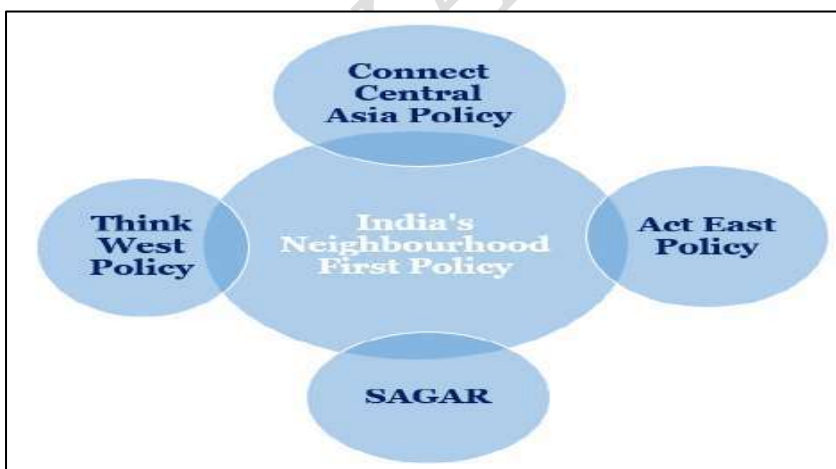 Connect
Central
Asia Policy
Think
West
Policy
India's
Neighbourhood
First Policy
Act East
Policy
SAGAR